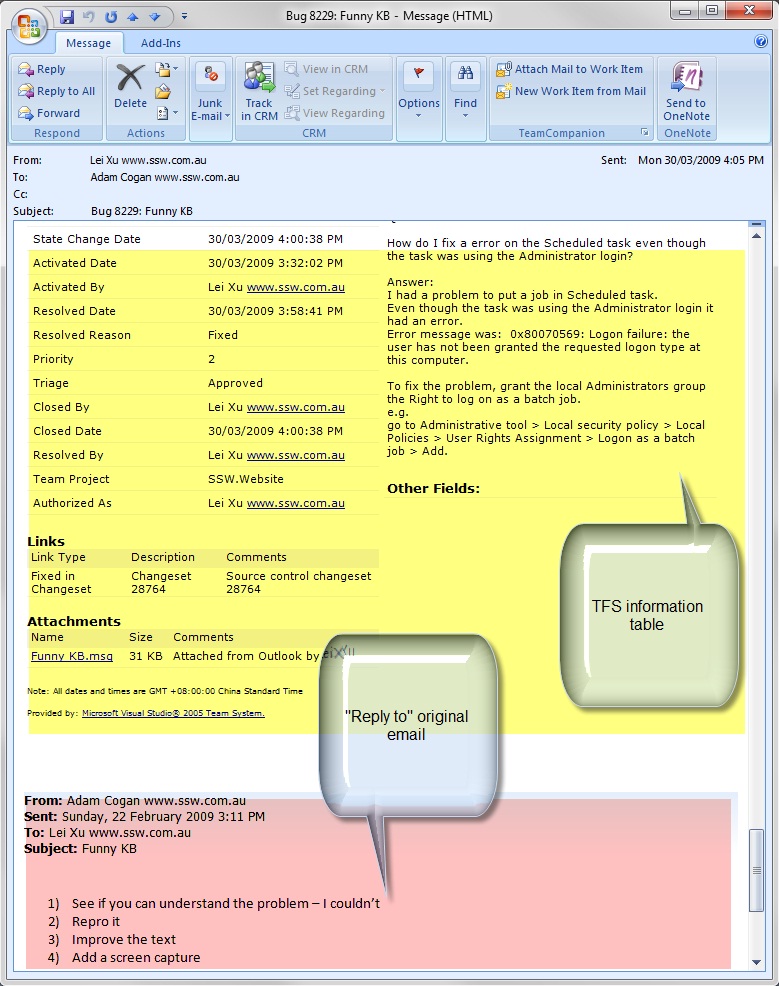 Bug 8229: Funny KB - Message (HTML)
Message Add-Ins
Reply
Reply to All
Forward
Respond
Delete
Actions
Junk
E-mail
Track
in CRM
View in CRM
Set Regarding
View Regarding
CRM
Options
Find
Attach Mail to Work Item
New Work Item from Mail
TeamCompanion
Send to
OneNote
OneNote
From: Lei Xu www.ssw.com.au Sent: Mon 30/03/2009 4:05 PM
To: Adam Cogan www.ssw.com.au
Cc:
Subject: Bug 8229: Funny KB
State Change Date 30/03/2009 4:00:38 PM
Activated Date 30/03/2009 3:32:02 PM
Activated By Lei Xu www.ssw.com.au
Resolved Date 30/03/2009 3:58:41 PM
Resolved Reason Fixed
Priority 2
Triage Approved
Closed By Lei Xu www.ssw.com.au
Closed Date 30/03/2009 4:00:38 PM
Resolved By Lei Xu www.ssw.com.au
Team Project SSW.Website
Authorized As Lei Xu www.ssw.com.au
Links
Link Type Description Comments
Fixed in Changeset Source control changeset
Changeset 28764 28764
Attachments
Name Size Comments
Funny KB.msg 31 KB Attached from Outlook by LeiXu
Note: All dates and times are GMT +08:00:00 China Standard Time
Provided by: Microsoft Visual Studio® 2005 Team System.
How do I fix a error on the Scheduled task even though
the task was using the Administrator login?
Answer:
I had a problem to put a job in Scheduled task.
Even though the task was using the Administrator login it
had an error.
Error message was: 0x80070569: Logon failure: the
user has not been granted the requested logon type at
this computer.
To fix the problem, grant the local Administrators group
the Right to log on as a batch job.
e.g.
go to Administrative tool > Local security policy > Local
Policies > User Rights Assignment > Logon as a batch
job > Add.
Other Fields:
TFS information
table
"Reply to" original
email
From: Adam Cogan www.ssw.com.au
Sent: Sunday, 22 February 2009 3:11 PM
To: Lei Xu www.ssw.com.au
Subject: Funny KB
1) See if you can understand the problem – I couldn't
2) Repro it
3) Improve the text
4) Add a screen capture